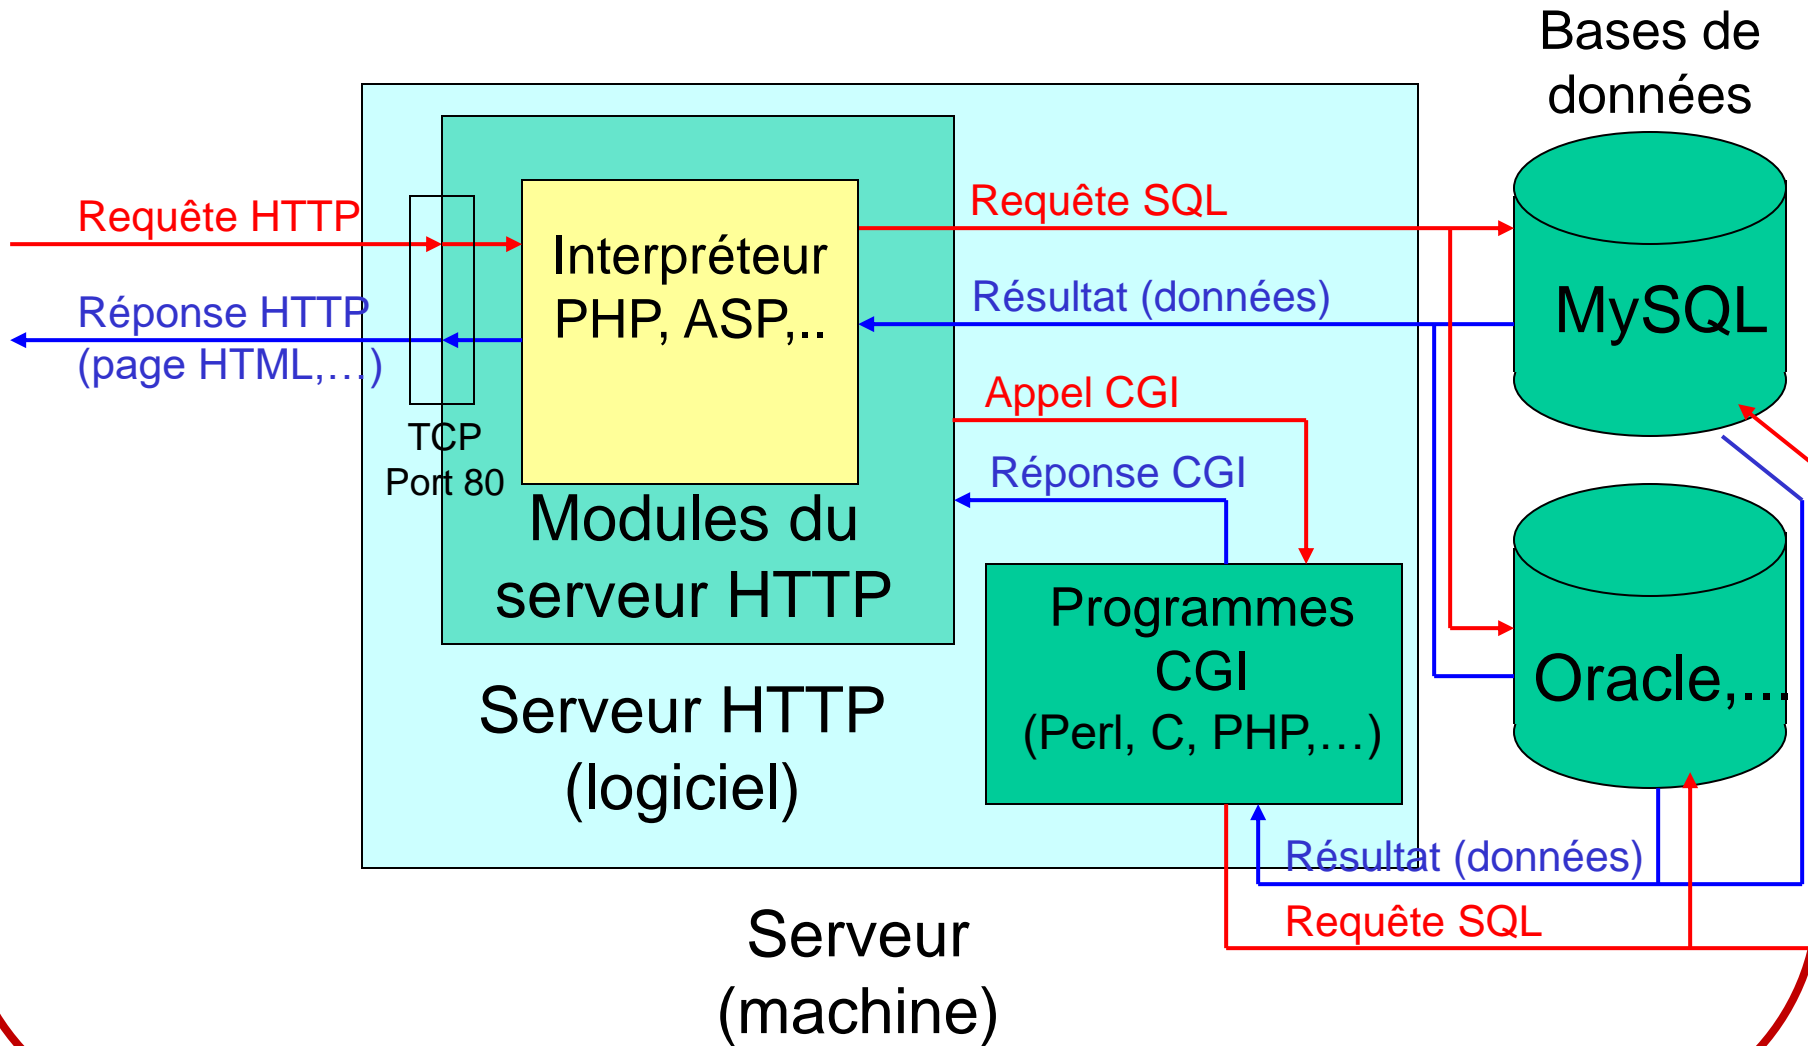 Bases de
données
Requête HTTP
Réponse HTTP
(page HTML,…)
TCP
Port 80
Interpréteur
PHP, ASP,..
Modules du
serveur HTTP
Serveur HTTP
(logiciel)
Requête SQL
Résultat (données)
Appel CGI
Réponse CGI
Programmes
CGI
(Perl, C, PHP,…)
MySQL
Oracle,...
Résultat (données)
Requête SQL
Serveur
(machine)